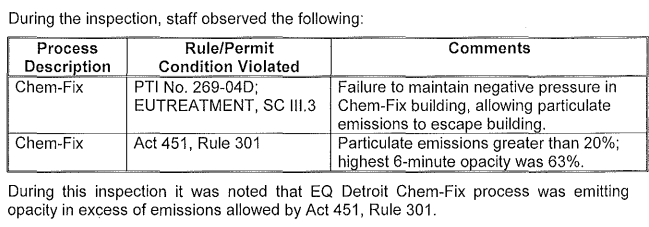 During the inspection, staff observed the following:
Process Description
Rule/Permit Condition Violated
Comments
Chem-Fix
PTI No. 269-04D;
EUTREATMENT, SC III.3
Failure to maintain negative pressure in
Chem-Fix building, allowing particulate
emissions to escape building.
Chem-Fix
Act 451, Rule 301
Particulate emissions greater than 20%;
highest 6-minute opacity was 63%.
During this inspection it was noted that EQ Detroit Chem-Fix process was emitting
opacity in excess of emissions allowed by Act 451, Rule 301.